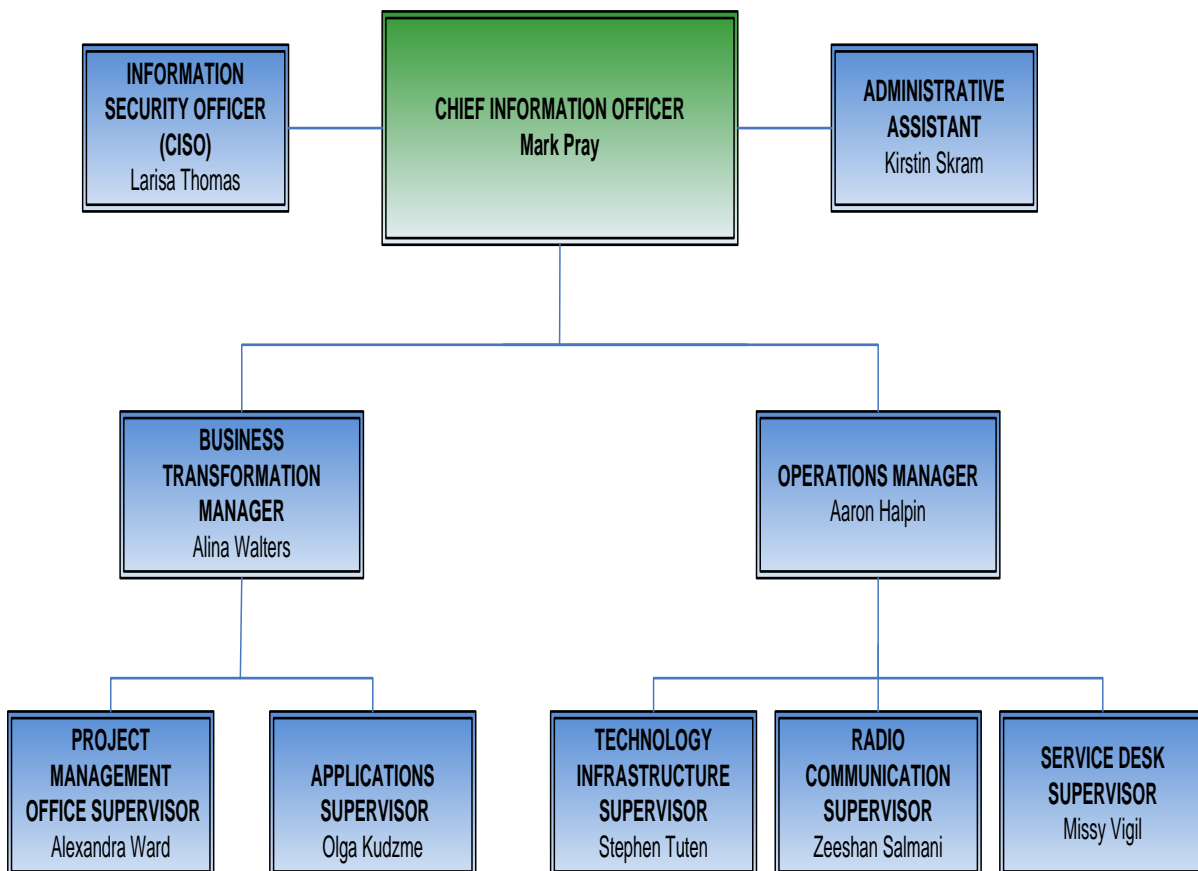 INFORMATION
SECURITY OFFICER
(CISO)
Larisa Thomas
CHIEF INFORMATION OFFICER
Mark Pray
ADMINISTRATIVE
ASSISTANT
Kirstin Skram
BUSINESS
TRANSFORMATION
MANAGER
Alina Walters
OPERATIONS MANAGER
Aaron Halpin
PROJECT
MANAGEMENT
OFFICE SUPERVISOR
Alexandra Ward
APPLICATIONS
SUPERVISOR
Olga Kudzme
TECHNOLOGY
INFRASTRUCTURE
SUPERVISOR
Stephen Tuten
RADIO
COMMUNICATION
SUPERVISOR
Zeeshan Salmani
SERVICE DESK
SUPERVISOR
Missy Vigil